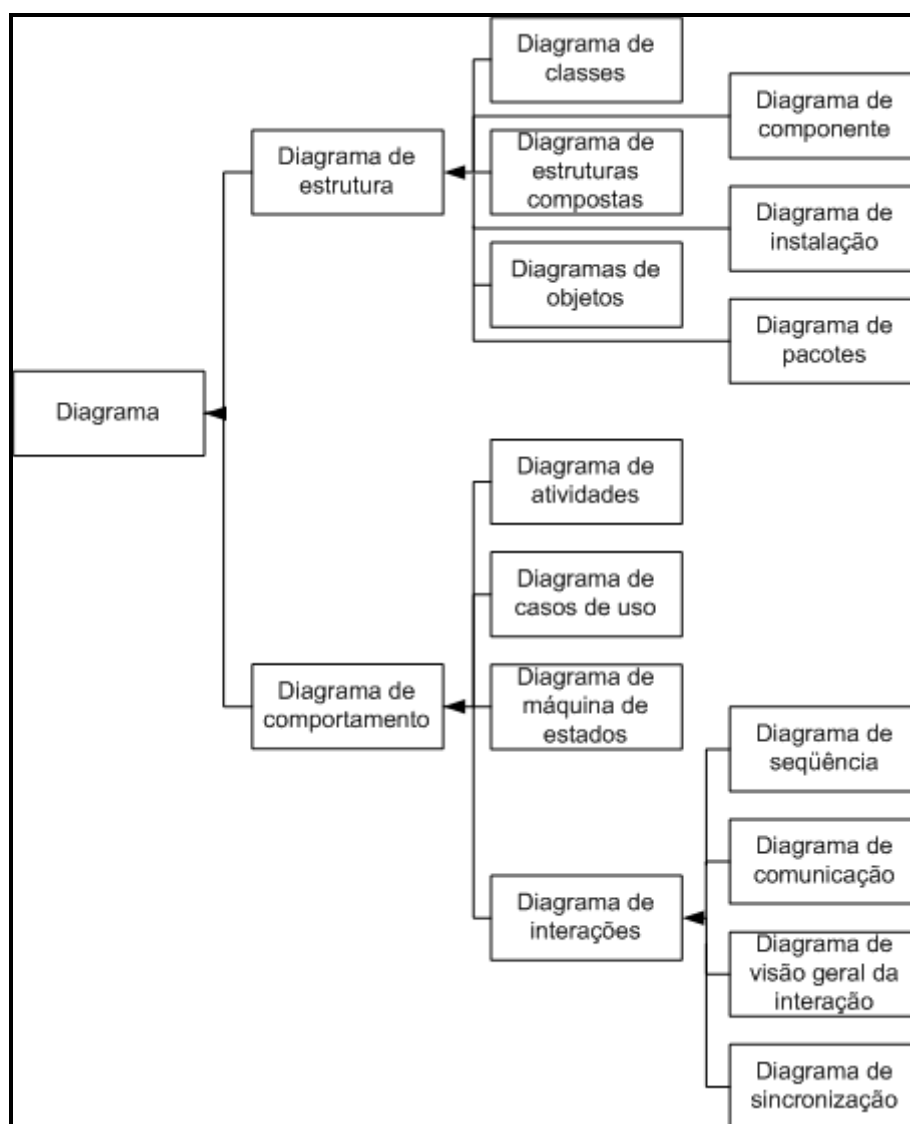 Diagrama de
classes
Diagrama de
componente
Diagrama de
estrutura
Diagrama de
estruturas
compostas
Diagrama de
instalação
Diagramas de
objetos
Diagrama de
pacotes
Diagrama
Diagrama de
atividades
Diagrama de
casos de uso
Diagrama de
comportamento
Diagrama de
máquina de
estados
Diagrama de
seqüência
Diagrama de
comunicação
Diagrama de
interações
Diagrama de
visão geral da
interação
Diagrama de
sincronização